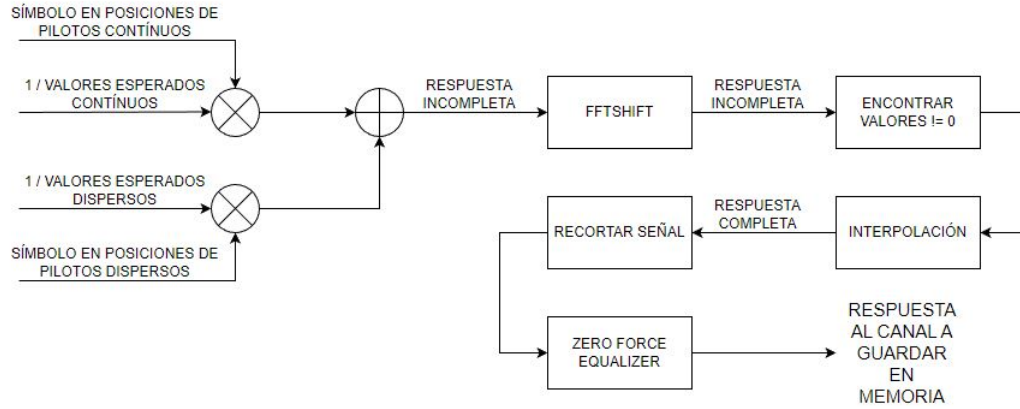 SÍMBOLO EN POSICIONES DE
PILOTOS CONTÍNUOS
1 / VALORES ESPERADOS
CONTÍNUOS
1 / VALORES ESPERADOS
DISPERSOS
SÍMBOLO EN POSICIONES DE
PILOTOS DISPERSOS
RESPUESTA
INCOMPLETA
FFTSHIFT
RESPUESTA
INCOMPLETA
ENCONTRAR
VALORES != 0
INTERPOLACIÓN
RESPUESTA
COMPLETA
RECORTAR SEÑAL
ZERO FORCE
EQUALIZER
RESPUESTA
AL CANAL A
GUARDAR
EN
MEMORIA